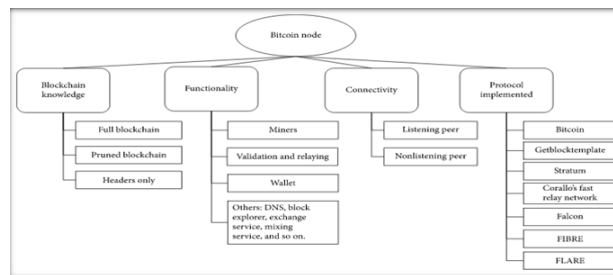 Bitcoin node
Blockchain
knowledge
Functionality
Connectivity
Protocol
implemented
Full blockchain
Pruned blockchain
Headers only
Miners
Validation and relaying
Wallet
Others: DNS, block
explorer, exchange
service, mixing
service, and so on.
Listening peer
Nonlistening peer
Bitcoin
Getblocktemplate
Stratum
Corallo's fast
relay network
Falcon
FIBRE
FLARE